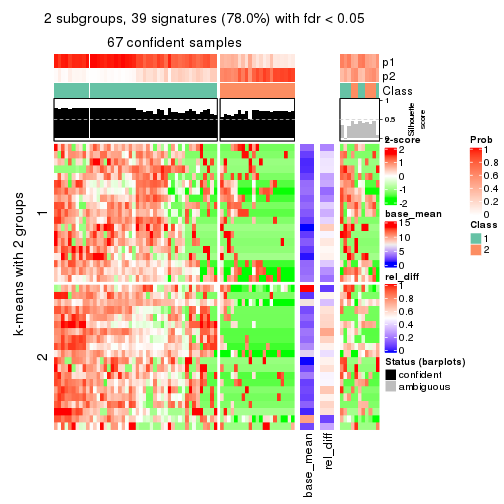 2 subgroups, 39 signatures (78.0%) with fdr < 0.05
67 confident samples
p1
p2
Class
1
0.5
0
Silhouette
score
k-means with 2 groups
1
2
base_mean
rel_diff
z-score
2
1
0
-1
-2
base_mean
15
10
5
0
rel_diff
1
0.8
0.6
0.4
0.2
0
Status (barplots)
confident
ambiguous
Prob
1
0.8
0.6
0.4
0.2
0
Class
1
2